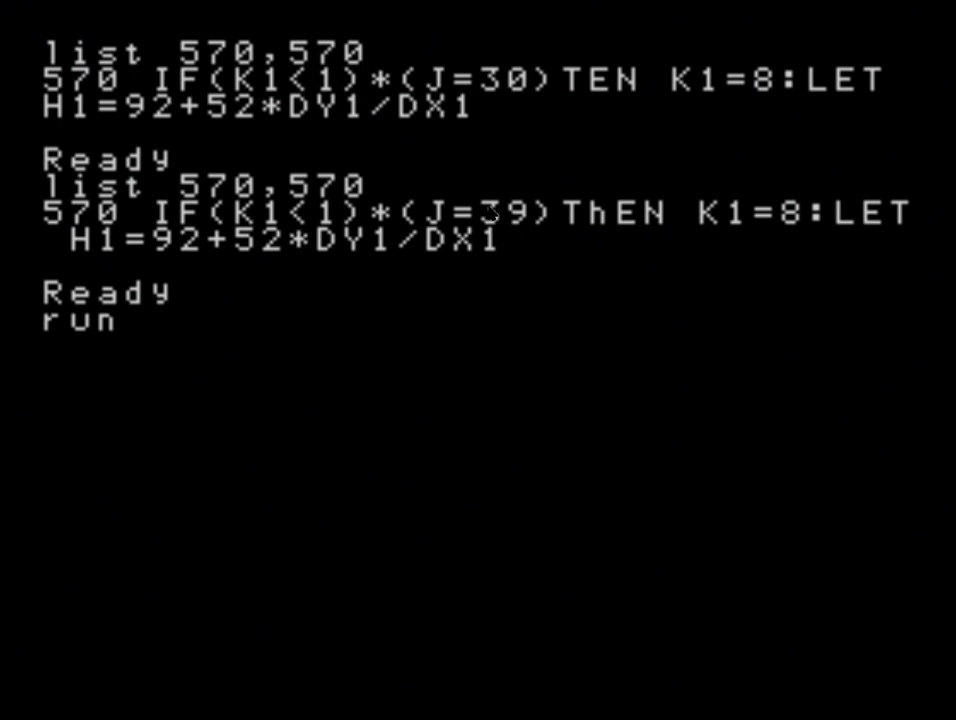 list 570,570
570 IF(K1<1)*(J=30)TEN K1=8:LET
H1=92+52*DY1/DX1
Ready
list 570,570
570 IF(K1<1)*(J=39)ThEN K1=8:LET
H1=92+52*DY1/DX1
Ready
run